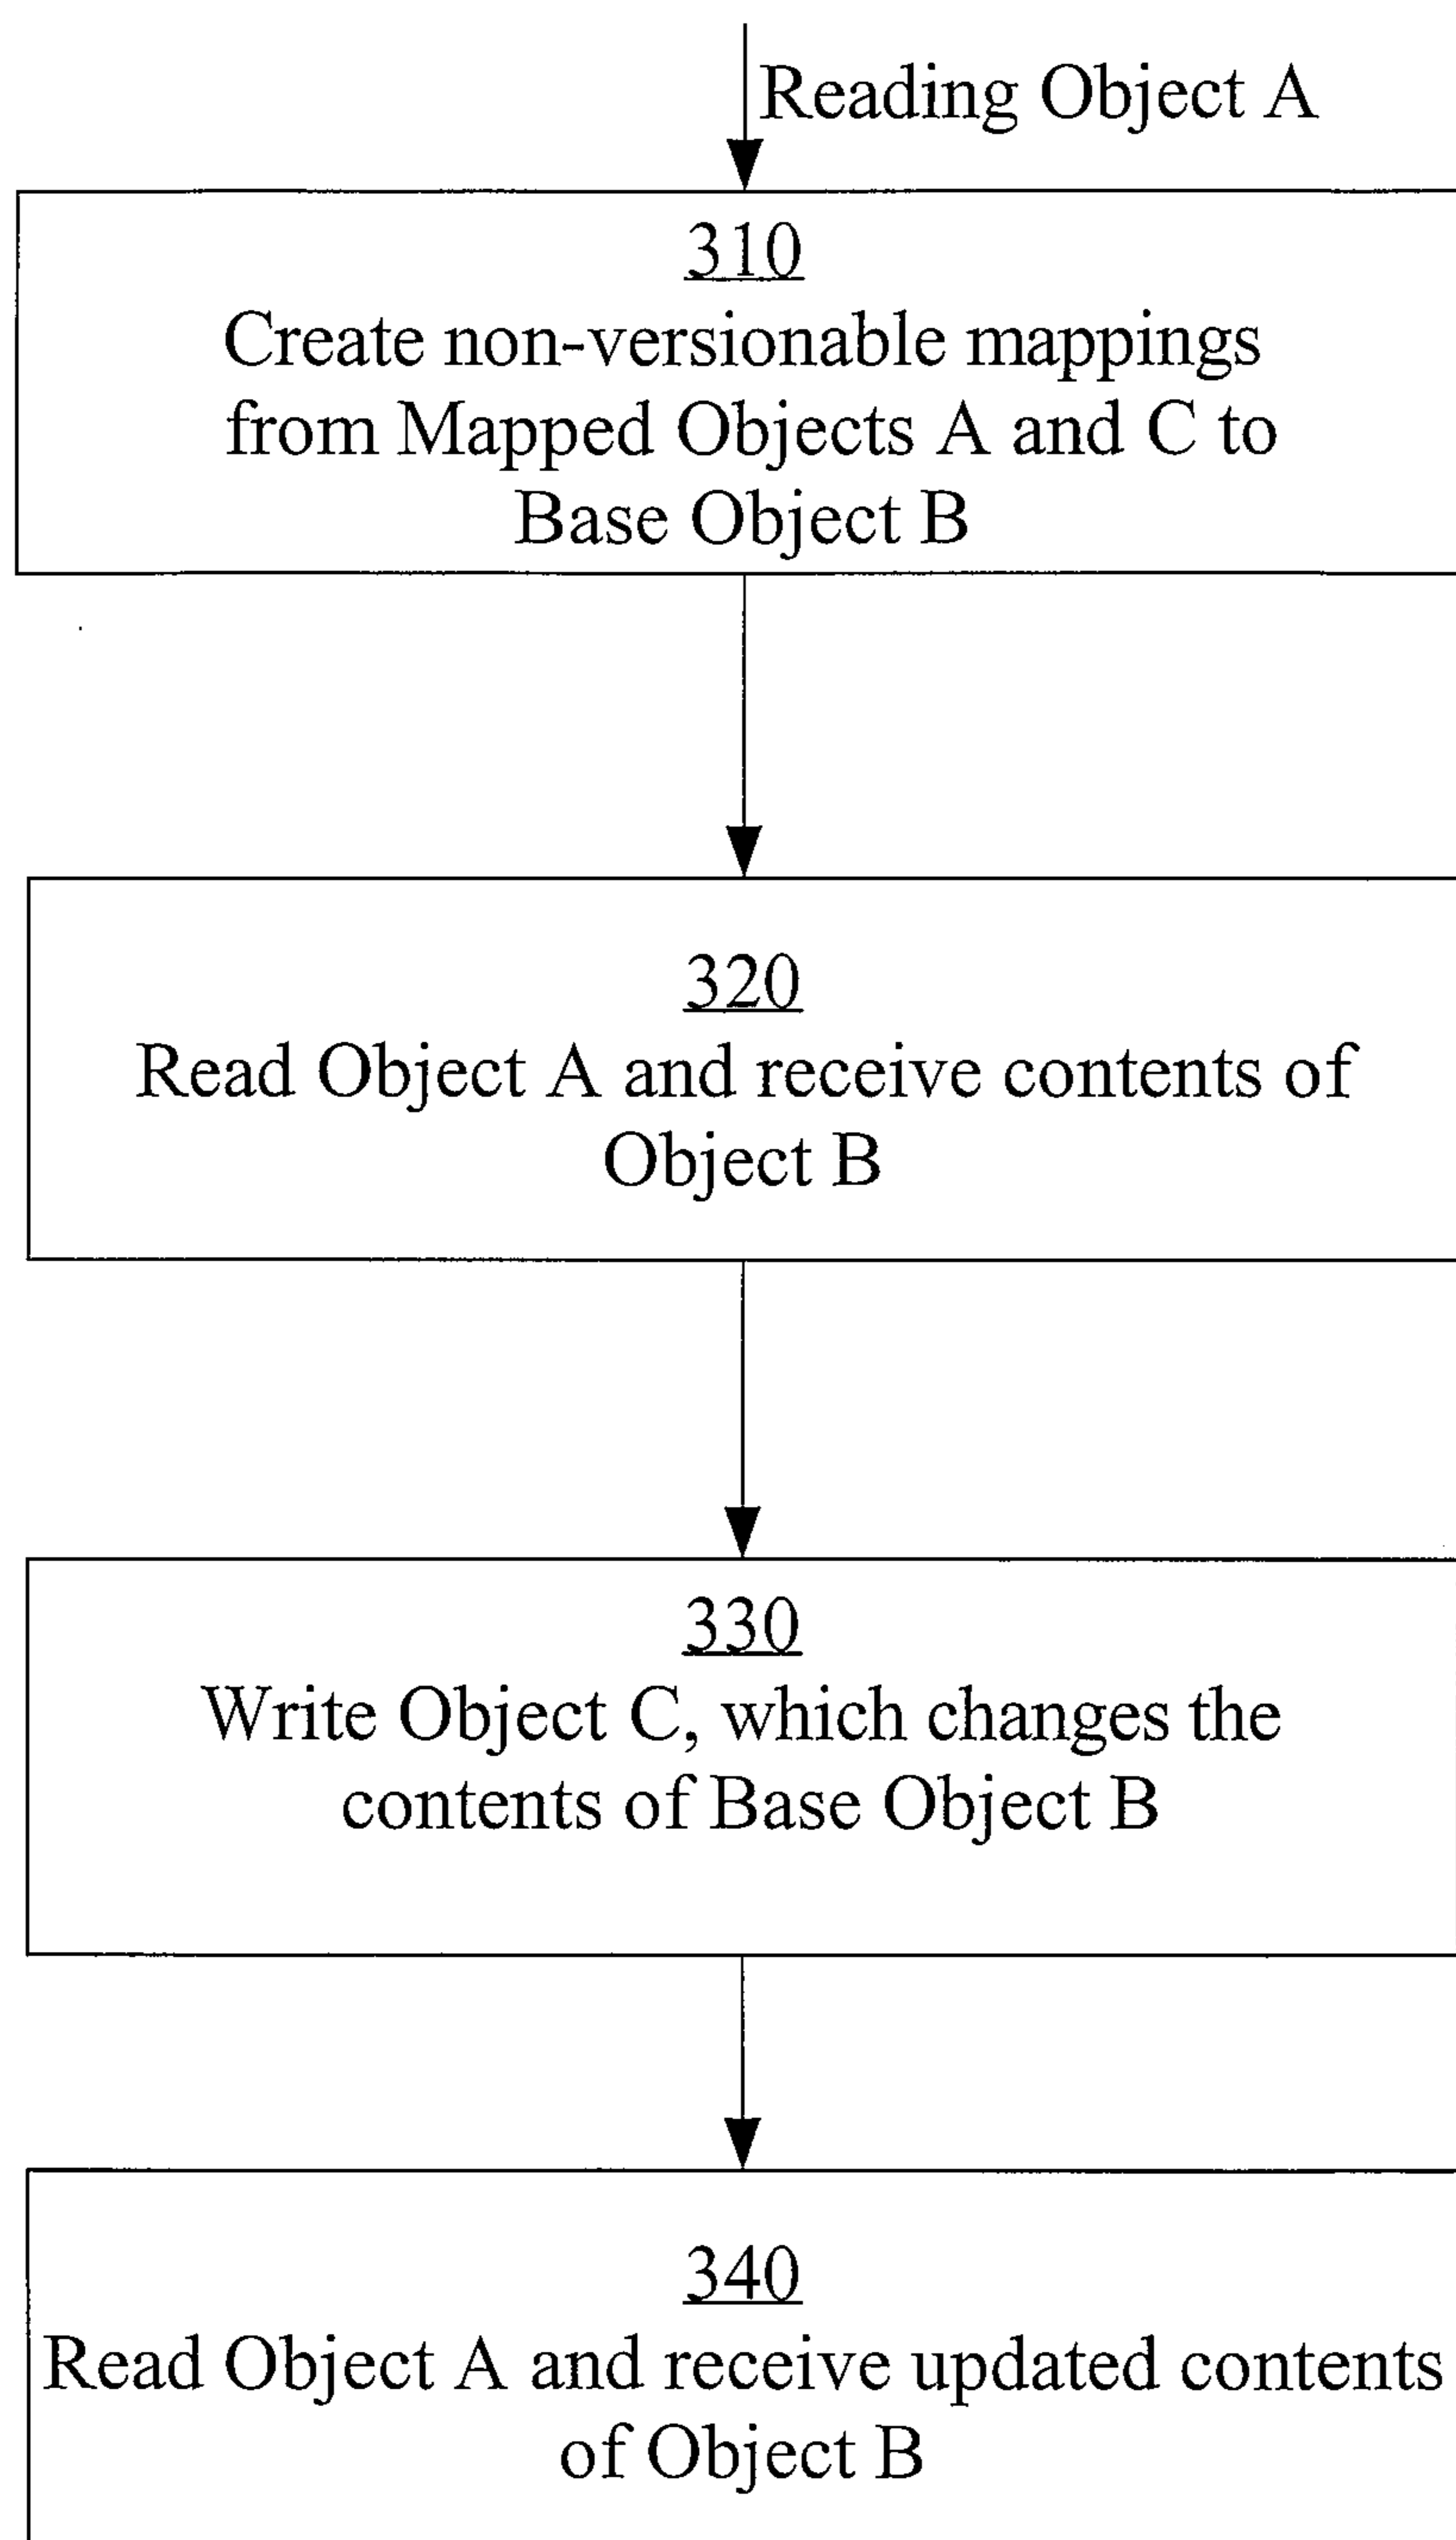 Reading Object A
310
Create non-versionable mappings
from Mapped Objects A and C to
Base Object B
320
Read Object A and receive contents of
Object B
330
Write Object C, which changes the
contents of Base Object B
340
Read Object A and receive updated contents
of Object B